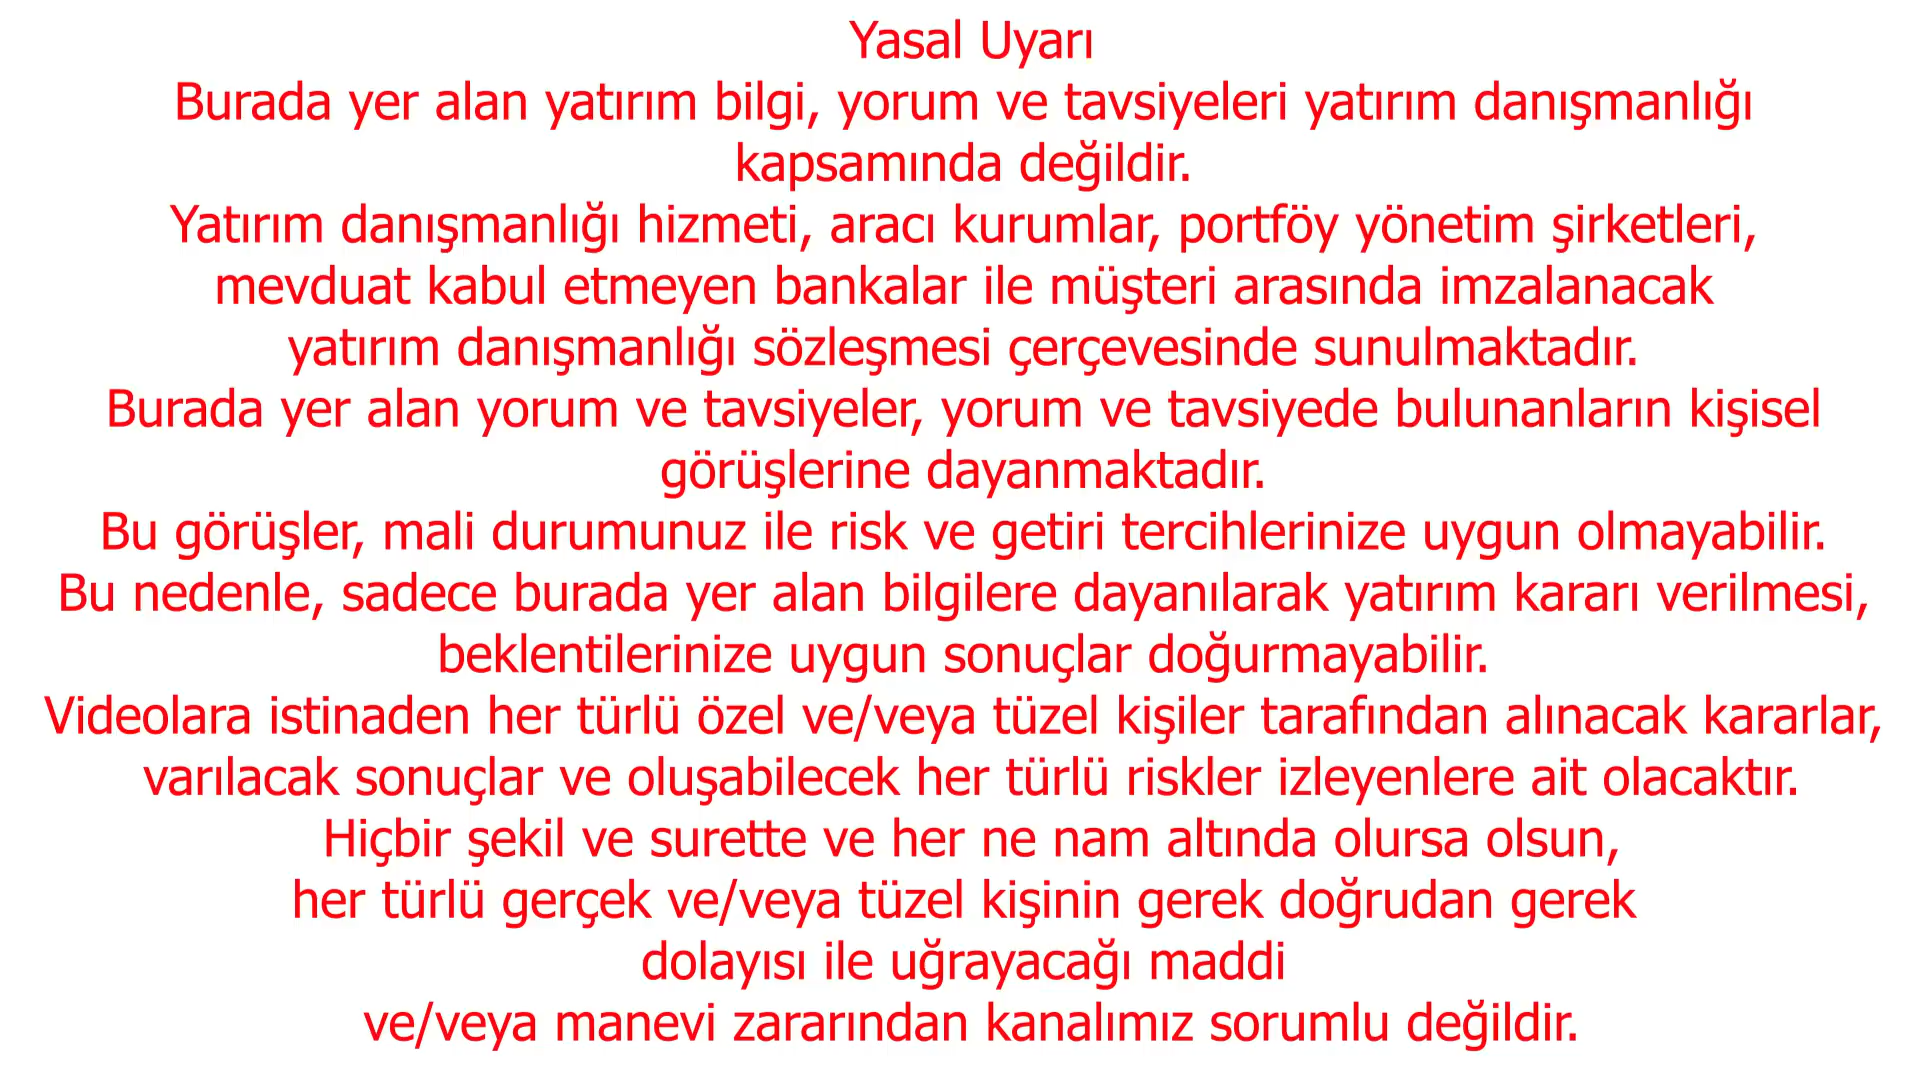 Yasal Uyarı
Burada yer alan yatırım bilgi, yorum ve tavsiyeleri yatırım danışmanlığı
kapsamında değildir.
Yatırım danışmanlığı hizmeti, aracı kurumlar, portföy yönetim şirketleri,
mevduat kabul etmeyen bankalar ile müşteri arasında imzalanacak
yatırım danışmanlığı sözleşmesi çerçevesinde sunulmaktadır.
Burada yer alan yorum ve tavsiyeler, yorum ve tavsiyede bulunanların kişisel
görüşlerine dayanmaktadır.
Bu görüşler, mali durumunuz ile risk ve getiri tercihlerinize uygun olmayabilir.
Bu nedenle, sadece burada yer alan bilgilere dayanılarak yatırım kararı verilmesi,
beklentilerinize uygun sonuçlar doğurmayabilir.
Videolara istinaden her türlü özel ve/veya tüzel kişiler tarafından alınacak kararlar,
varılacak sonuçlar ve oluşabilecek her türlü riskler izleyenlere ait olacaktır.
Hiçbir şekil ve surette ve her ne nam altında olursa olsun,
her türlü gerçek ve/veya tüzel kişinin gerek doğrudan gerek
dolayısı ile uğrayacağı maddi
ve/veya manevi zararından kanalımız sorumlu değildir.